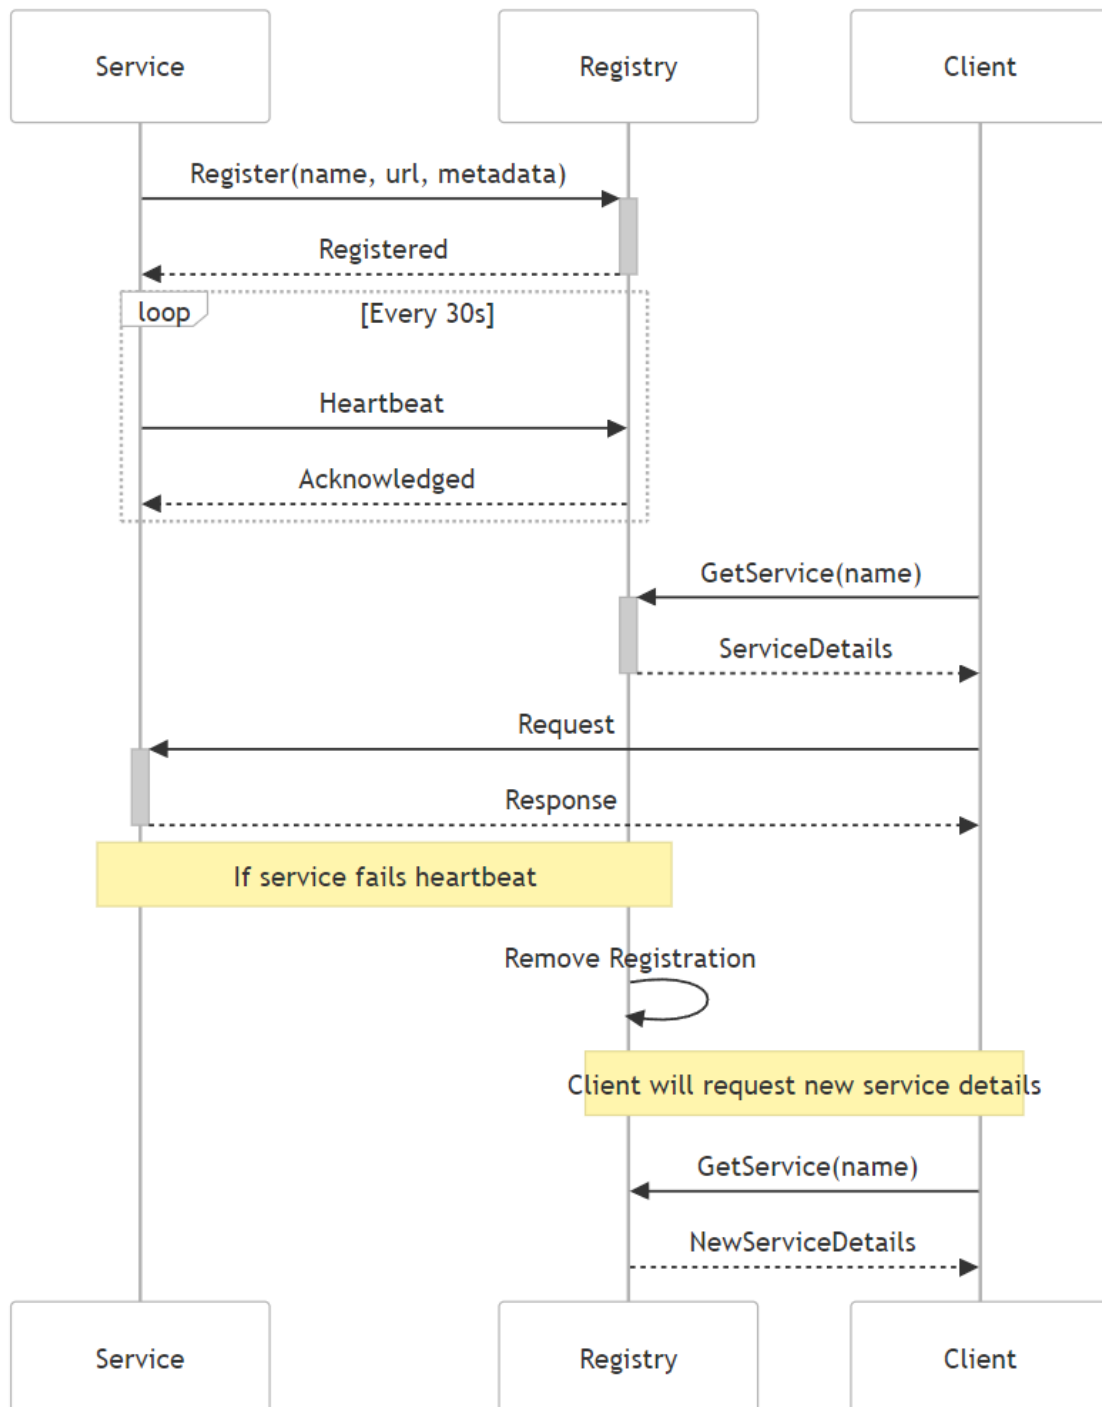 Service
Registry
Client
Register(name, url, metadata)
Registered
loop
[Every 30s]
Heartbeat
Acknowledged
GetService(name)
ServiceDetails
Request
Response
If service fails heartbeat
Remove Registration
Client will request new service details
GetService(name)
NewServiceDetails
Service
Registry
Client